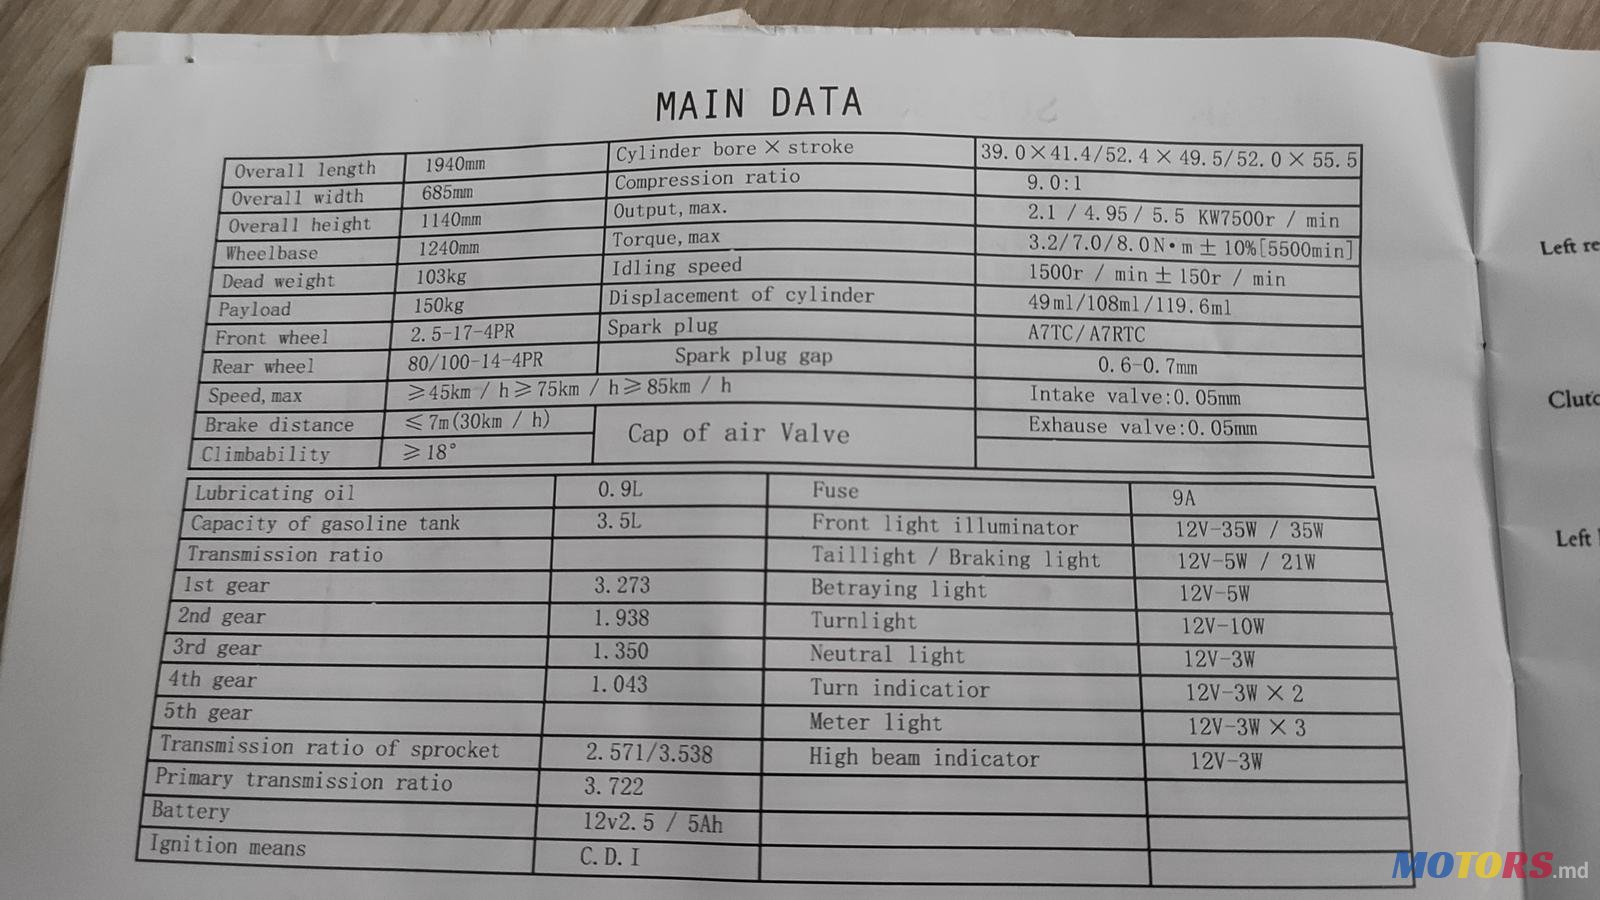 MAIN DATA
Overall length 1940mm Cylinder bore × stroke 39.0×41.4/52.4×49.5/52.0×55.5
Overall width 685mm Compression ratio 9.0:1
Overall height 1140mm Output,max. 2.1 / 4.95/ 5.5 KW7500r / min
Wheelbase 1240mm Torque,max 3.2/7.0/8.0N•m±10%[5500min]
Dead weight 103kg Idling speed 1500r / min±150r / min
Payload 150kg Displacement of cylinder 49ml/108ml/119.6ml
Front wheel 2.5-17-4PR Spark plug A7TC/A7RTC
Rear wheel 80/100-14-4PR Spark plug gap 0.6-0.7mm
Speed,max ≥45km / h≥75km / h≥85km / h Intake valve:0.05mm
Brake distance ≤7m(30km / h) Cap of air Valve Exhause valve:0.05mm
Climbability ≥18°
Lubricating oil 0.9L Fuse 9A
Capacity of gasoline tank 3.5L Front light illuminator 12V-35W / 35W
Transmission ratio Taillight / Braking light 12V-5W / 21W
1st gear 3.273 Betraying light 12V-5W
2nd gear 1.938 Turnlight 12V-10W
3rd gear 1.350 Neutral light 12V-3W
4th gear 1.043 Turn indicatior 12V-3W×2
5th gear Meter light 12V-3W×3
Transmission ratio of sprocket 2.571/3.538 High beam indicator 12V-3W
Primary transmission ratio 3.722
Battery 12v2.5 / 5Ah
Ignition means C.D.I
Left re
Clutc
Left
MOTORS.md